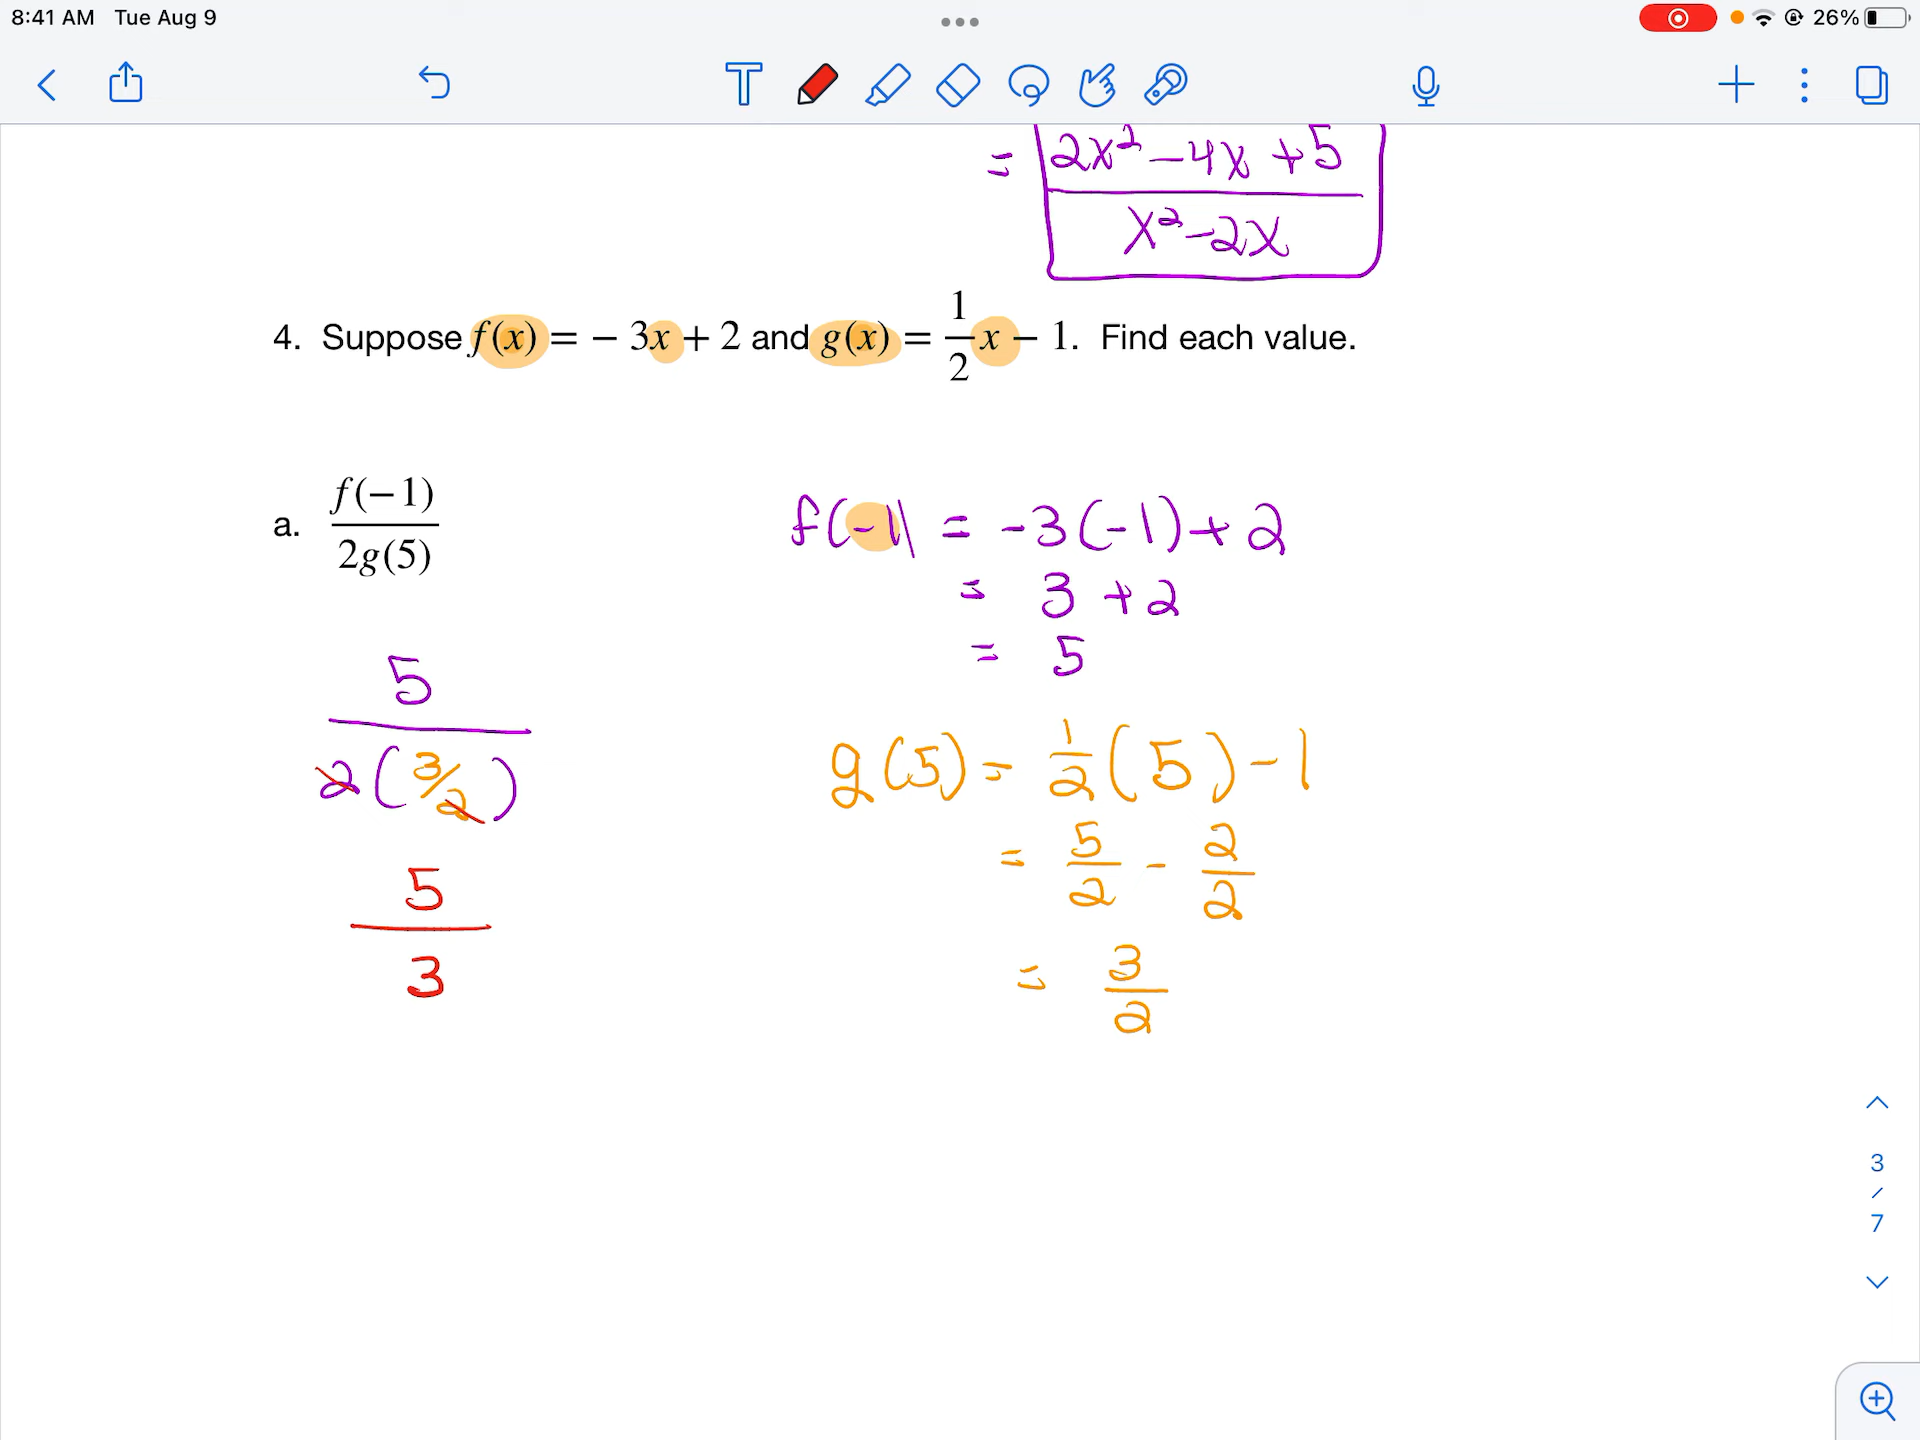 8:41 AM Tue Aug 9
26%
= 2x² - 4x + 5
x² - 2x
4. Suppose f(x) = − 3x + 2 and g(x) = 1/2 x − 1. Find each value.
a. f(−1)
2g(5)
f(-1) = -3(-1) + 2
= 3 + 2
= 5
5
2(3/2)
5
3
g(5) = 1/2 (5) - 1
= 5/2 - 2/2
= 3/2
3
/
7